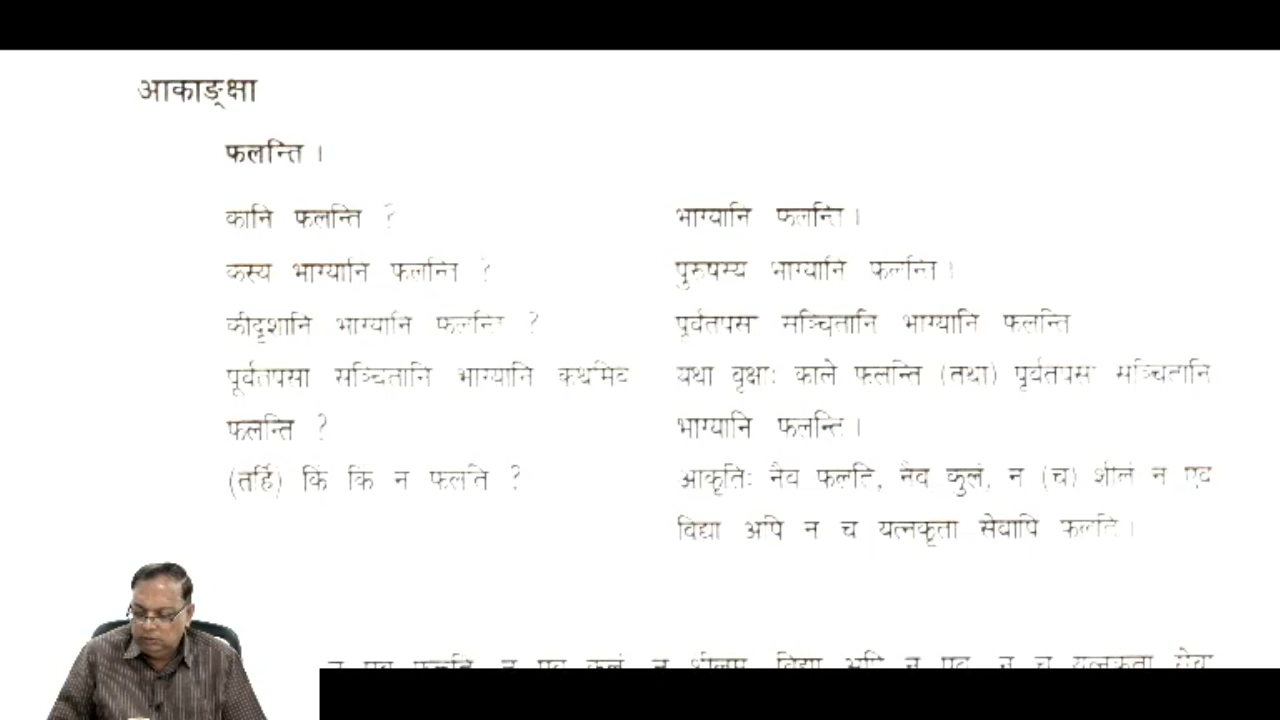 आकाङ्क्षा
फलन्ति ।
कानि फलन्ति ? भाग्यानि फलन्ति ।
कस्य भाग्यानि फलन्ति ? पुरुषस्य भाग्यानि फलन्ति ।
कीदृशानि भाग्यानि फलन्ति ? पूर्वतपसा सञ्चितानि भाग्यानि फलन्ति
पूर्वतपसा सञ्चितानि भाग्यानि कथमिव यथा वृक्षाः काले फलन्ति (तथा) पूर्वतपसा सञ्चितानि
फलन्ति ? भाग्यानि फलन्ति ।
(तर्हि) किं किं न फलति ? आकृतिः नैव फलति, नैव कुलं, न (च) शीलं न एव
विद्या अपि न च यत्नकृता सेवापि फलति ।